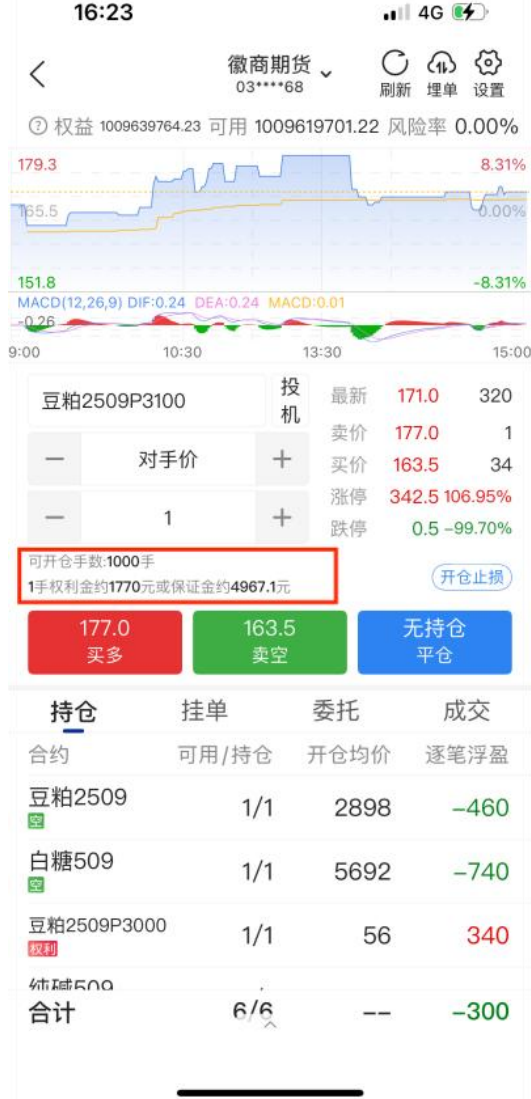 16:23 4G
徽商期货
03****68
刷新 埋单 设置
权益 1009639764.23 可用 1009619701.22 风险率 0.00%
179.3 8.31%
165.5 0.00%
151.8 -8.31%
MACD(12,26,9) DIF:0.24 DEA:0.24 MACD:0.01
-0.26
9:00 10:30 13:30 15:00
豆粕2509P3100 投机
最新 171.0 320
卖价 177.0 1
— 对手价 +
买价 163.5 34
涨停 342.5 106.95%
— 1 +
跌停 0.5 -99.70%
可开仓手数:1000手
1手权利金约1770元或保证金约4967.1元
开仓止损
177.0 163.5 无持仓
买多 卖空 平仓
持仓 挂单 委托 成交
合约 可用/持仓 开仓均价 逐笔浮盈
豆粕2509 1/1 2898 -460
空
白糖509 1/1 5692 -740
空
豆粕2509P3000 1/1 56 340
权利
纯碱509
合计 6/6 -- -300